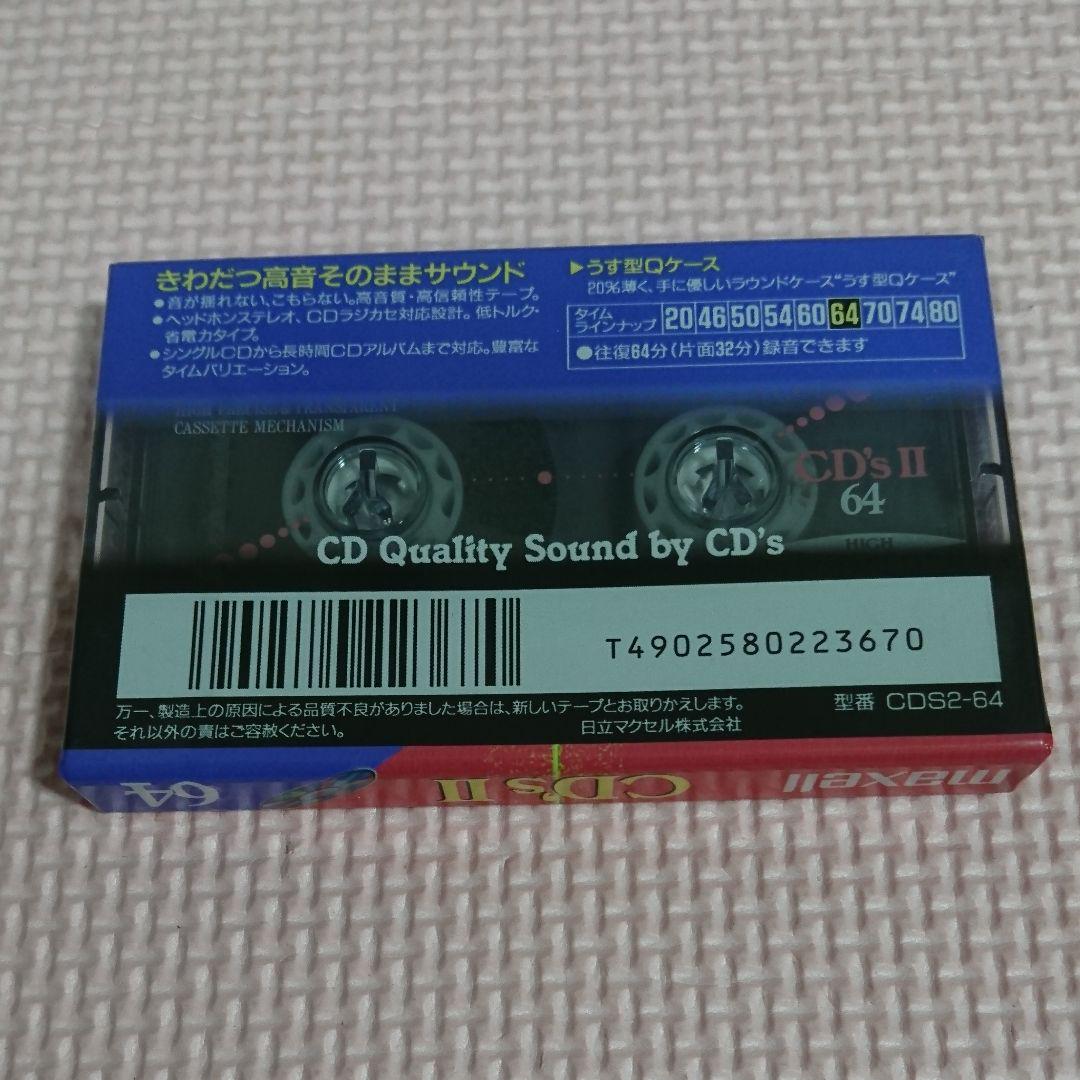 きわだつ高音そのままサウンド
●音が揺れない、こもらない。高音質・高信頼性テープ。
●ヘッドホンステレオ、CDラジカセ対応設計。低トルク・
省電力タイプ。
●シングルCDから長時間CDアルバムまで対応。豊富な
タイムバリエーション。
▶うす型Qケース
20%薄く、手に優しいラウンドケース“うす型Qケース”
タイム
ラインナップ 20 46 50 54 60 64 70 74 80
●往復64分(片面32分)録音できます
HIGH PRECISE & TRANSPARENT
CASSETTE MECHANISM
CD's II
64
HIGH
CD Quality Sound by CD's
T4902580223670
万一、製造上の原因による品質不良がありました場合は、新しいテープとお取りかえします。
それ以外の責はご容赦ください。
日立マクセル株式会社
型番 CDS2-64
maxell CD's II 64